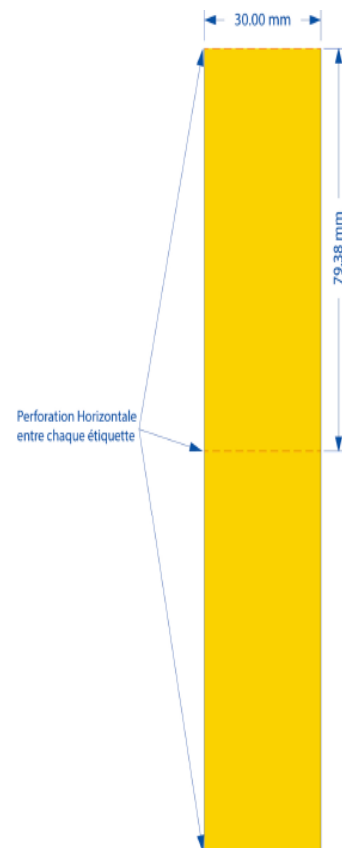 30.00 mm
79.38 mm
Perforation Horizontale
entre chaque étiquette